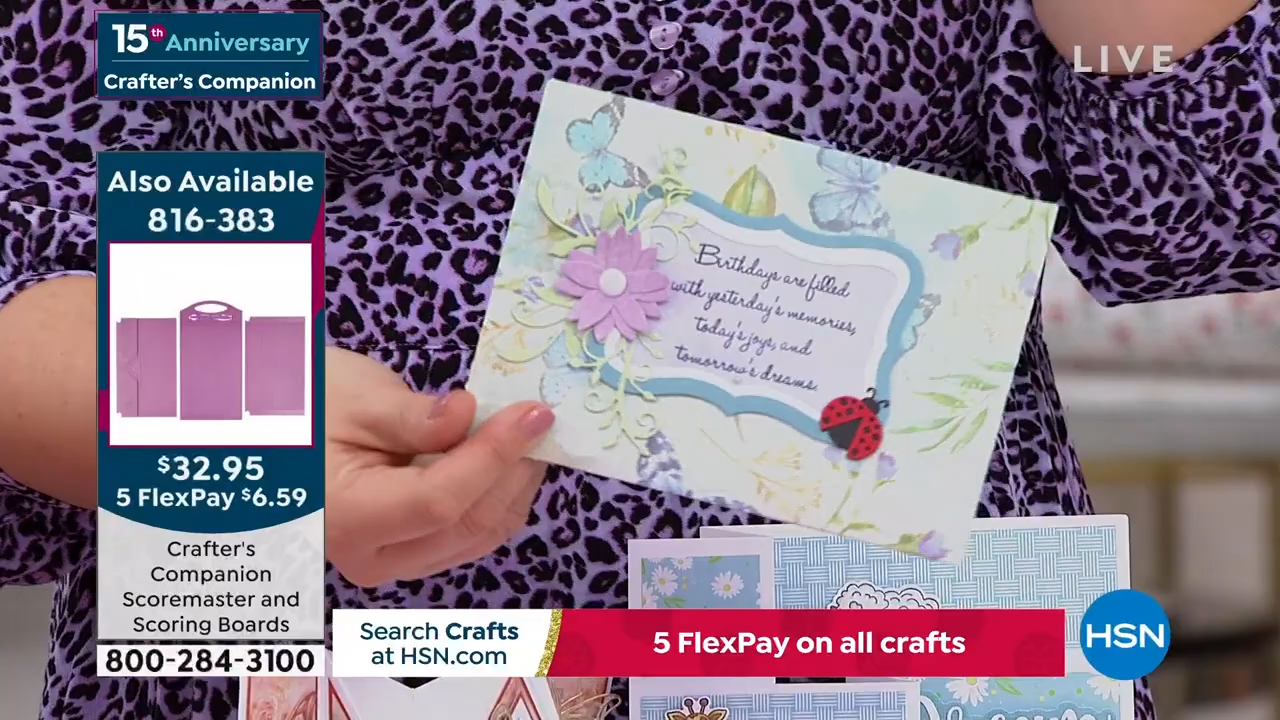 15th Anniversary
Crafter's Companion
LIVE
Also Available
816-383
$32.95
5 FlexPay $6.59
Crafter's
Companion
Scoremaster and
Scoring Boards
800-284-3100
Birthdays are filled
with yesterday's memories,
today's joys, and
tomorrow's dreams.
Search Crafts
at HSN.com
5 FlexPay on all crafts
HSN